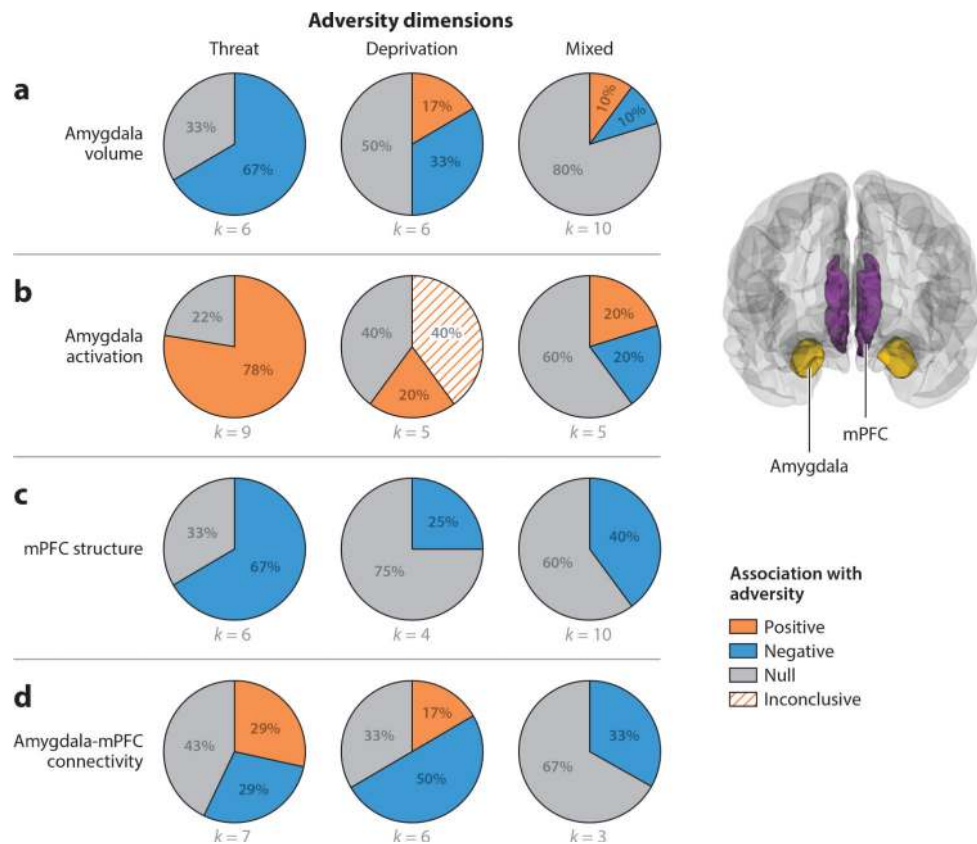 Adversity dimensions
Threat
Deprivation
Mixed
a
Amygdala
volume
33%
67%
k = 6
17%
50%
33%
k = 6
10%
10%
80%
k = 10
b
Amygdala
activation
22%
78%
k = 9
40%
40%
20%
k = 5
20%
60%
20%
k = 5
mPFC
Amygdala
c
mPFC structure
33%
67%
k = 6
25%
75%
k = 4
40%
60%
k = 10
d
Amygdala-mPFC
connectivity
29%
43%
29%
k = 7
17%
33%
50%
k = 6
33%
67%
k = 3
Association with
adversity
Positive
Negative
Null
Inconclusive